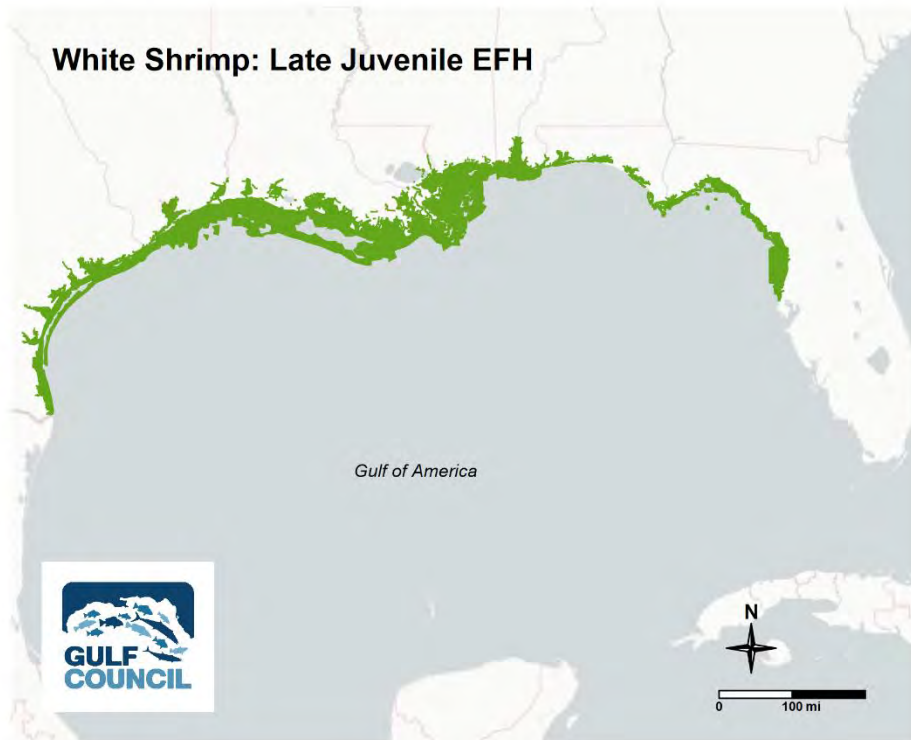 White Shrimp: Late Juvenile EFH
Gulf of America
GULF
COUNCIL
N
0 100 mi